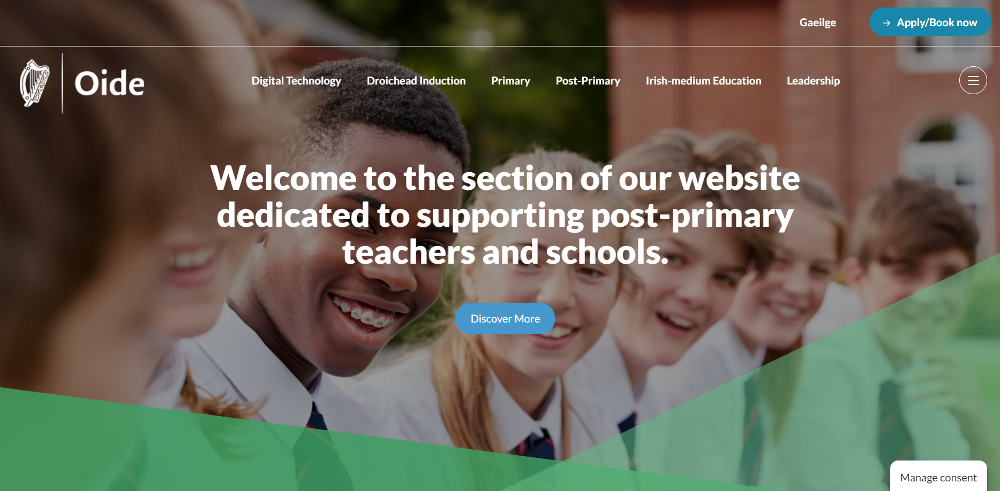 Gaeilge
Apply/Book now
Oide
Digital Technology
Droichead Induction
Primary
Post-Primary
Irish-medium Education
Leadership
Welcome to the section of our website
dedicated to supporting post-primary
teachers and schools.
Discover More
Manage consent